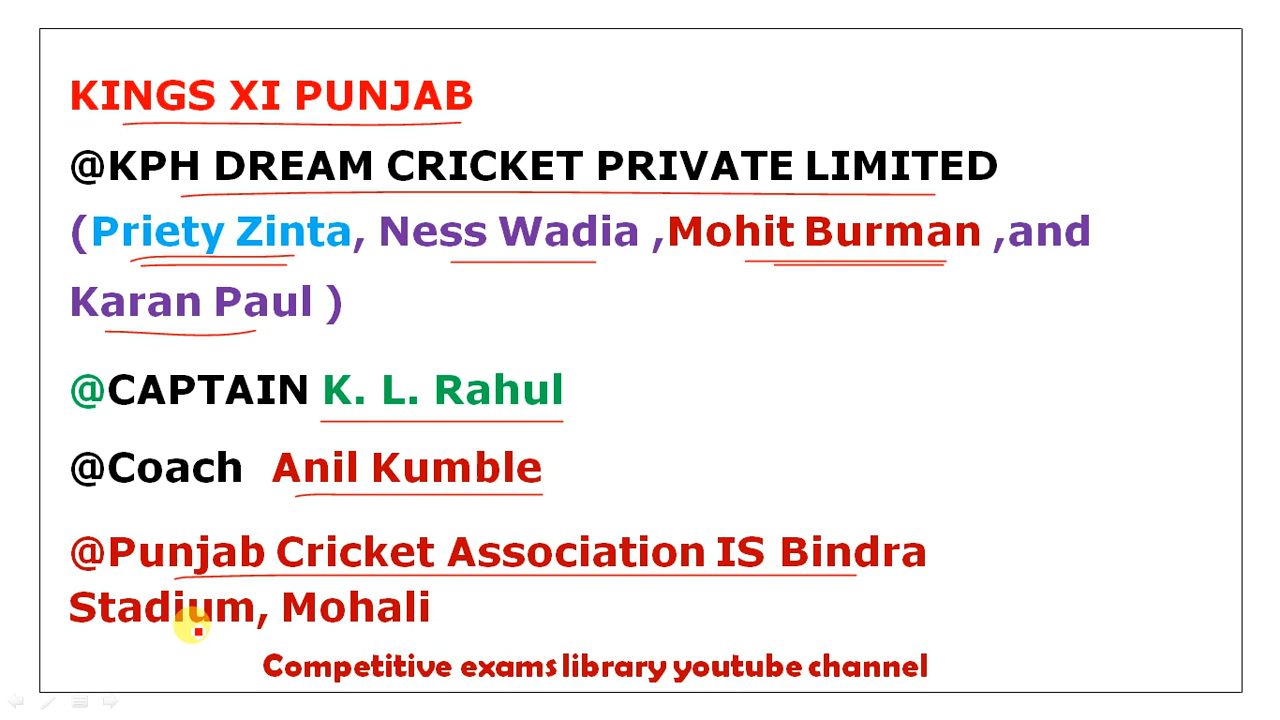 KINGS XI PUNJAB
@KPH DREAM CRICKET PRIVATE LIMITED
(Priety Zinta, Ness Wadia ,Mohit Burman ,and
Karan Paul )
@CAPTAIN K. L. Rahul
@Coach Anil Kumble
@Punjab Cricket Association IS Bindra
Stadium, Mohali
Competitive exams library youtube channel